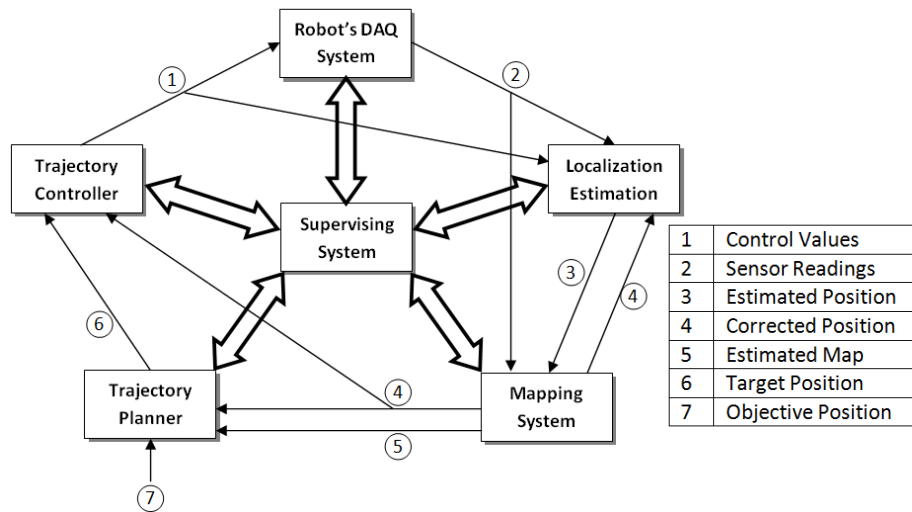 Robot's DAQ
System
1
2
Trajectory
Controller
Localization
Estimation
Supervising
System
1 Control Values
2 Sensor Readings
3 Estimated Position
4 Corrected Position
5 Estimated Map
6 Target Position
7 Objective Position
3
4
6
Trajectory
Planner
4
5
Mapping
System
7